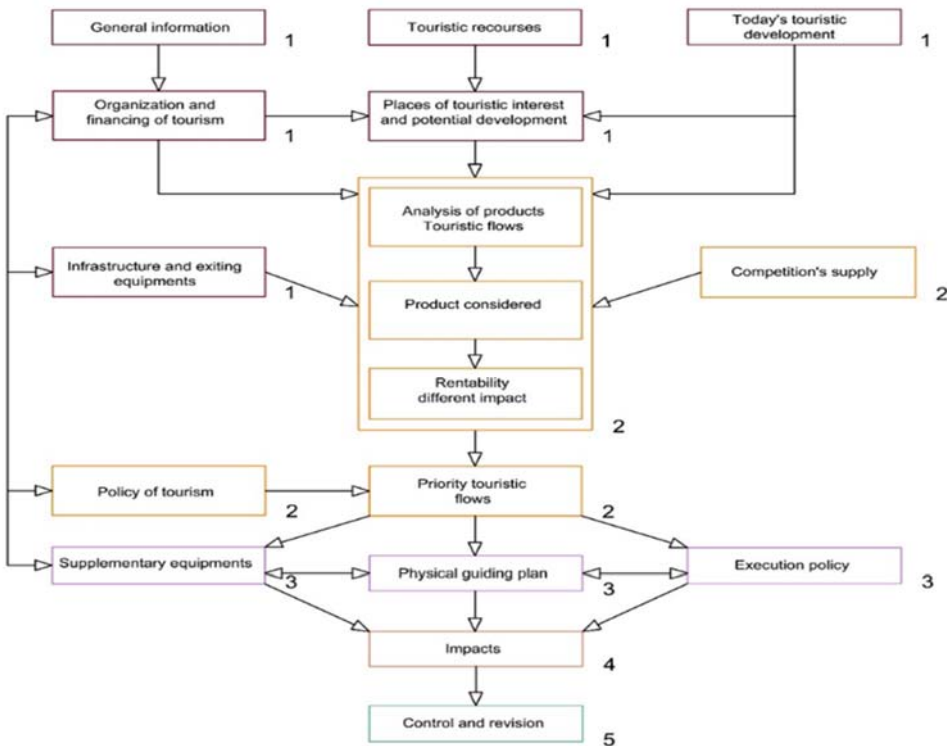 General information
1
Touristic recourses
1
Today's touristic
development
1
Organization and
financing of tourism
1
Places of touristic interest
and potential development
1
Analysis of products
Touristic flows
Infrastructure and exiting
equipments
1
Product considered
Competition's supply
2
Rentability
different impact
2
Policy of tourism
2
Priority touristic
flows
2
Supplementary equipments
3
Physical guiding plan
3
Execution policy
3
Impacts
4
Control and revision
5